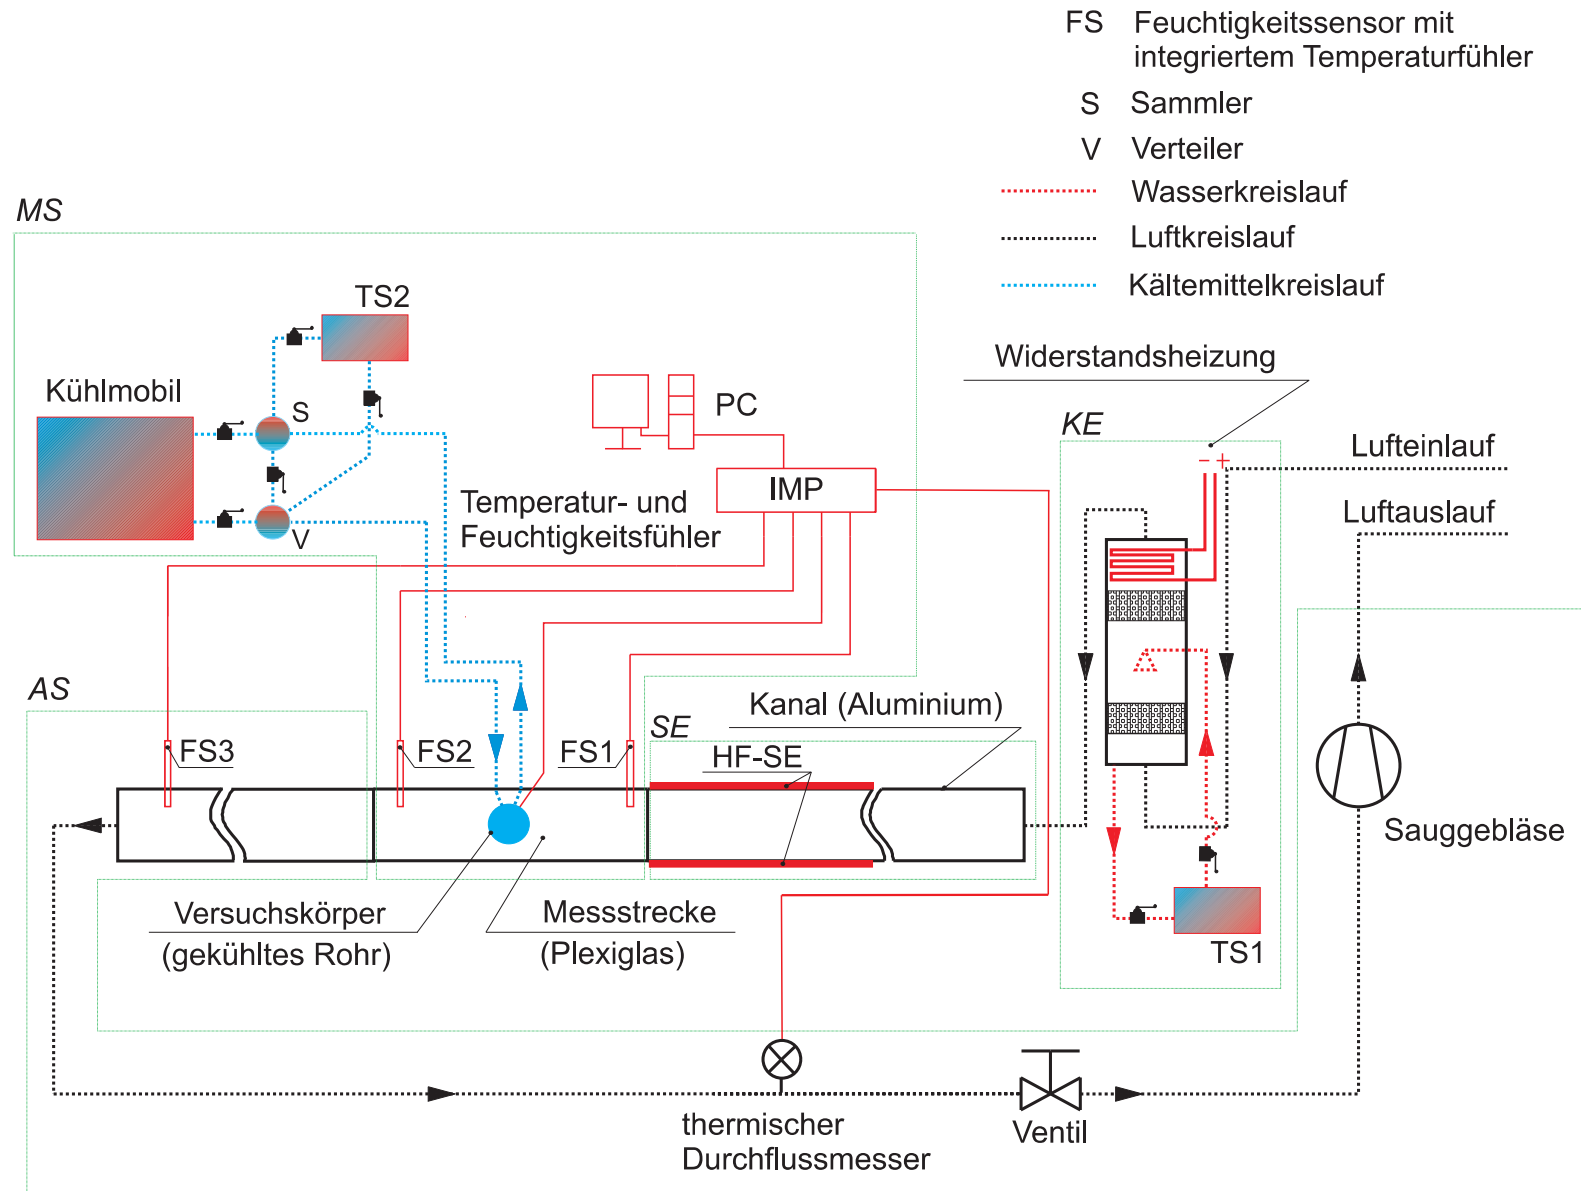 FS Feuchtigkeitssensor mit
integriertem Temperaturfühler
S Sammler
V Verteiler
Wasserkreislauf
Luftkreislauf
Kältemittelkreislauf
MS
TS2
Kühlmobil
S
V
PC
IMP
Temperatur- und
Feuchtigkeitsfühler
Widerstandsheizung
KE
- +
Lufteinlauf
Luftauslauf
AS
SE
Kanal (Aluminium)
HF-SE
FS3
FS2
FS1
Sauggebläse
Versuchskörper
(gekühltes Rohr)
Messstrecke
(Plexiglas)
TS1
thermischer
Durchflussmesser
Ventil